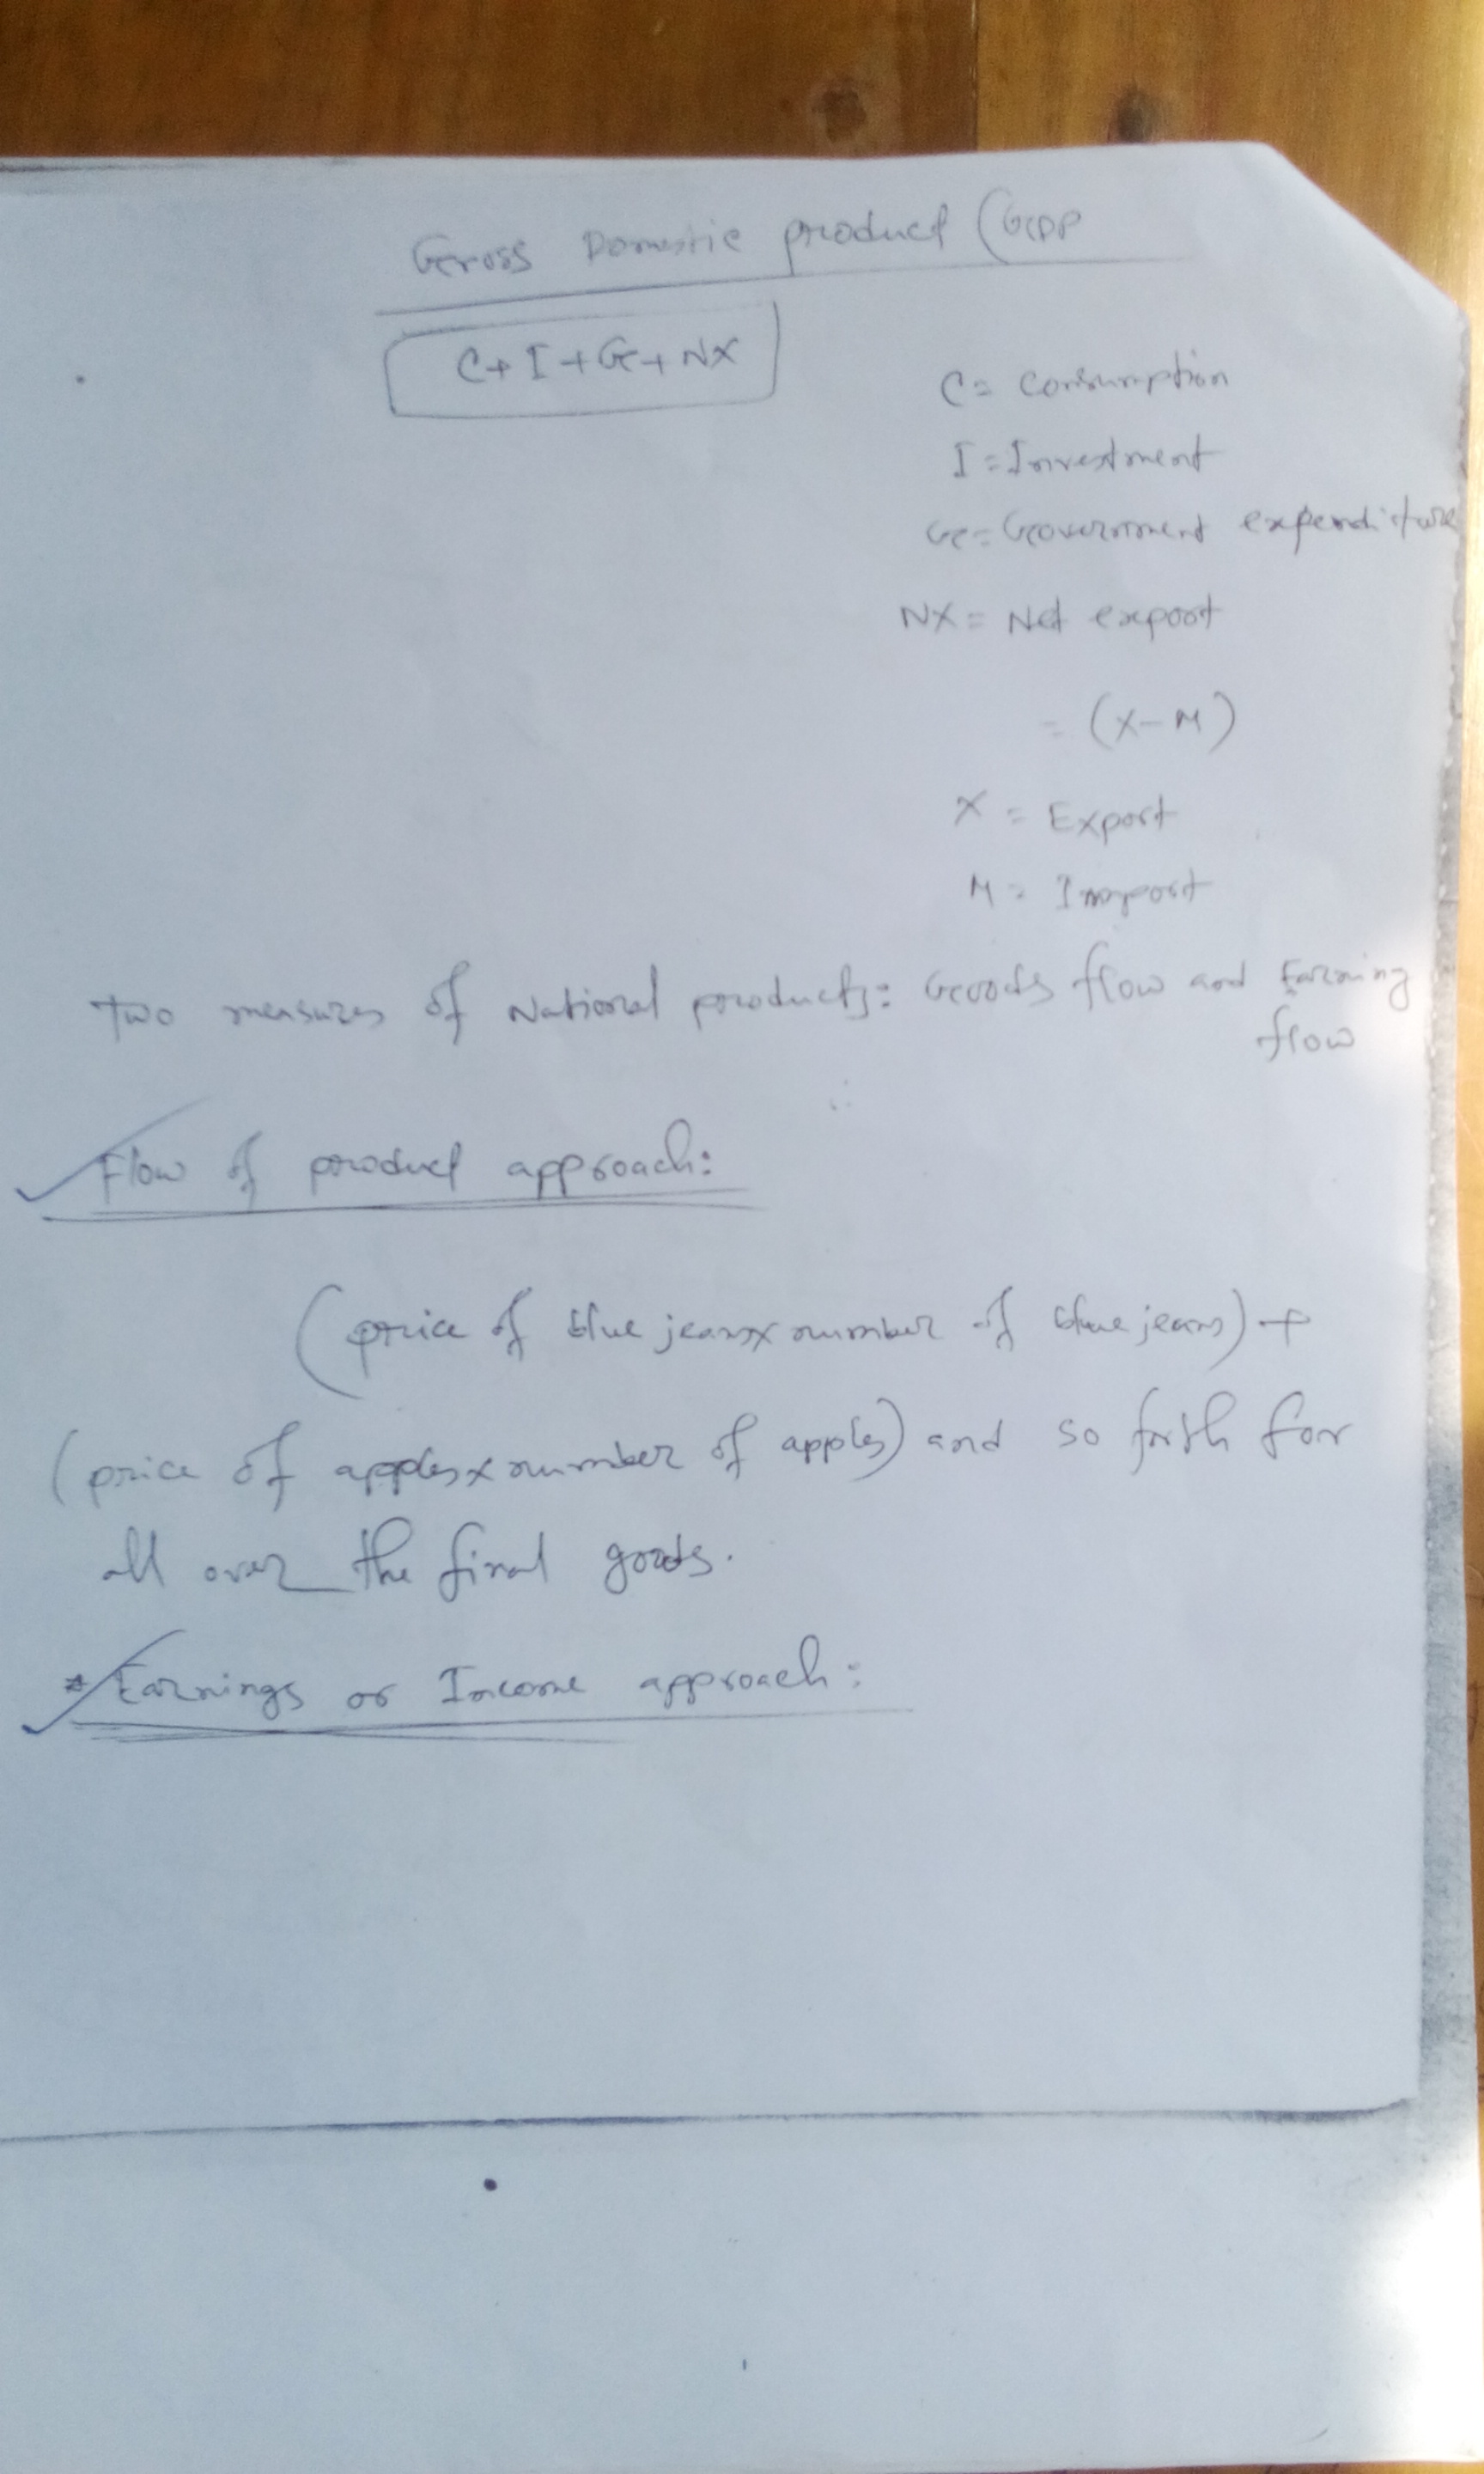 Gross Domestic product (GDP
C+I+G+NX
C= Consumption
I = Investment
G= Government expenditure
NX = Net export
= (X-M)
X = Export
M = Import
Two measures of National products: Goods flow and Earning
flow
Flow of product approach:
(price of blue jeans x number of blue jeans) +
(price of apples x number of apples) and so forth for
all over the final goods.
* Earnings or Income approach: